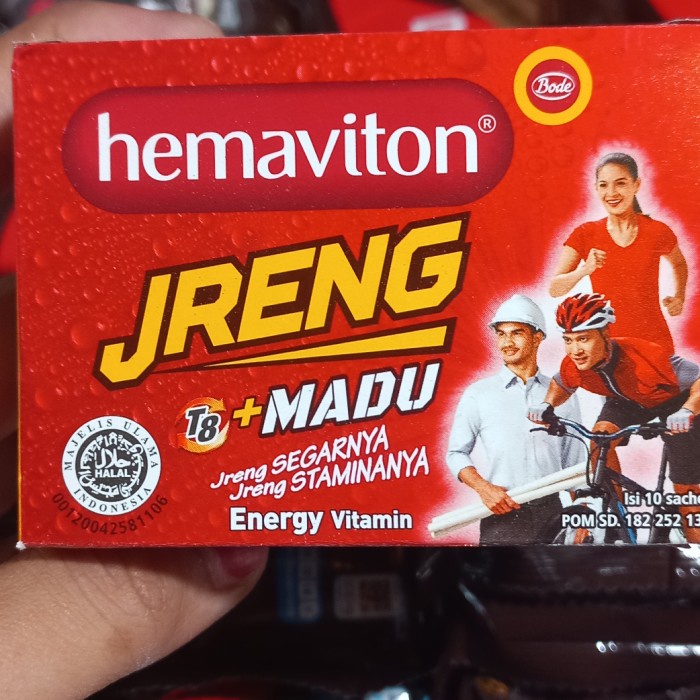 hemaviton®
Bode
JRENG
T8 +MADU
Jreng SEGARNYA
Jreng STAMINANYA
Energy Vitamin
MAJELIS ULAMA
حلال
HALAL
INDONESIA
00120042581106
Isi 10 sache
POM SD. 182 252 13